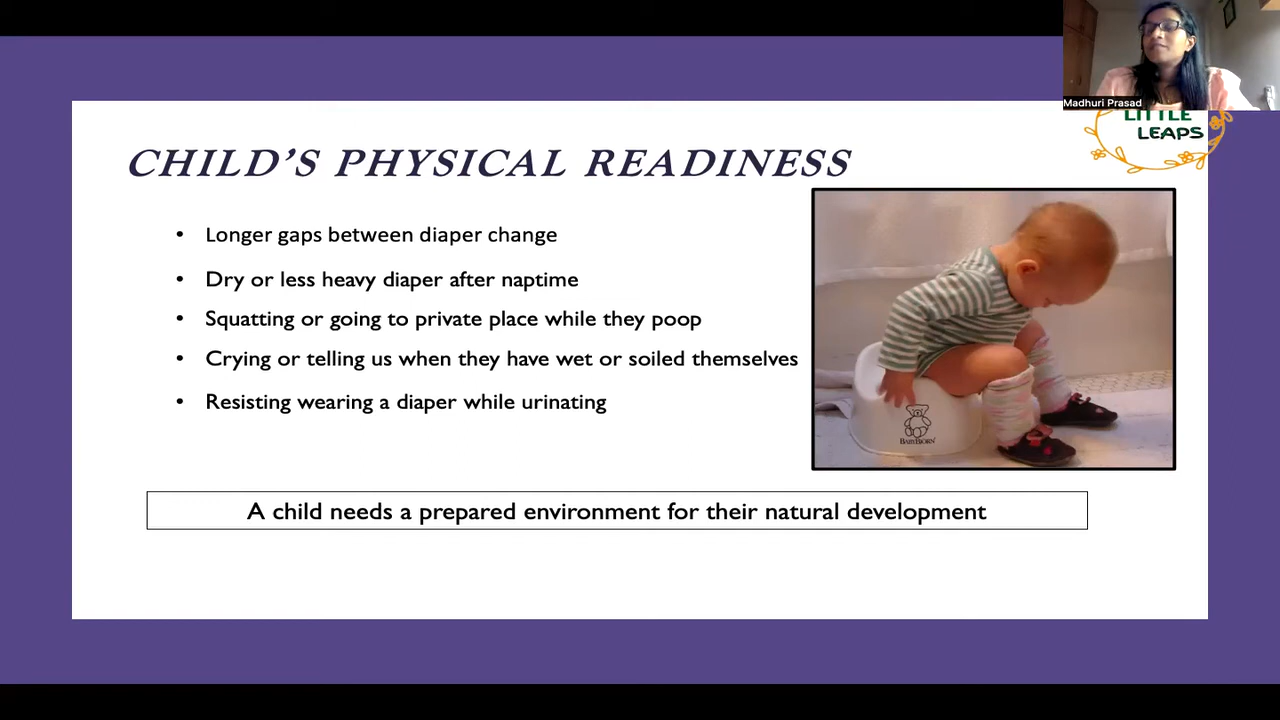 Madhuri Prasad
LITTLE
LEAPS
CHILD'S PHYSICAL READINESS
• Longer gaps between diaper change
• Dry or less heavy diaper after naptime
• Squatting or going to private place while they poop
• Crying or telling us when they have wet or soiled themselves
• Resisting wearing a diaper while urinating
BABYBJÖRN
A child needs a prepared environment for their natural development